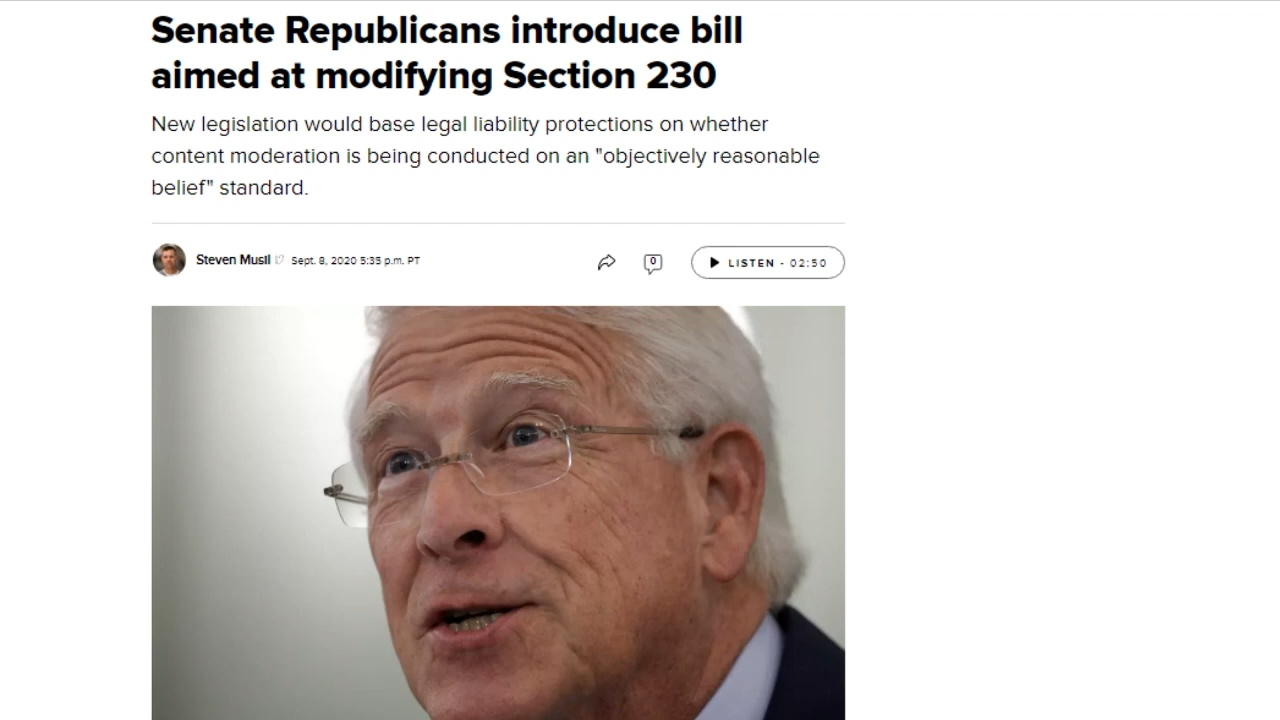 Senate Republicans introduce bill
aimed at modifying Section 230
New legislation would base legal liability protections on whether
content moderation is being conducted on an "objectively reasonable
belief" standard.
Steven Musil Sept. 8, 2020 5:35 p.m. PT
0
LISTEN - 02:50